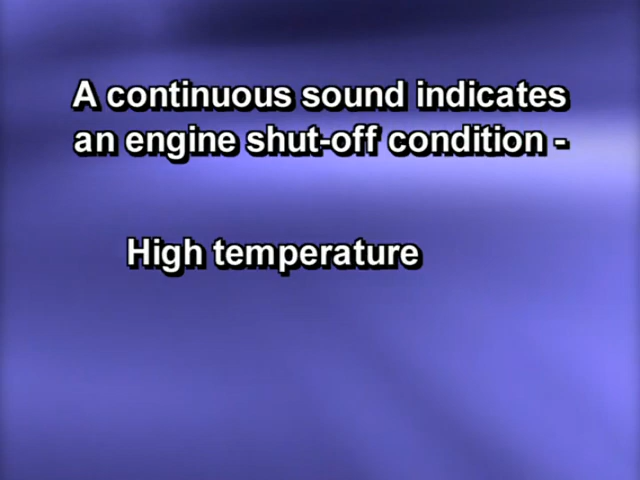 A continuous sound indicates
an engine shut-off condition -
High temperature